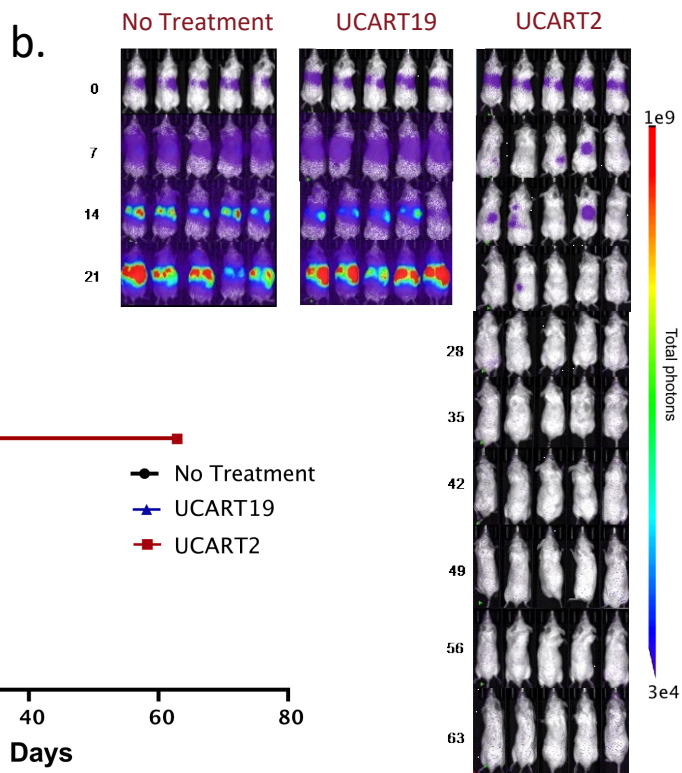 b.
No Treatment UCART19 UCART2
0
7
14
21
28
35
42
49
56
63
1e9
Total photons
3e4
No Treatment
UCART19
UCART2
40 60 80
Days